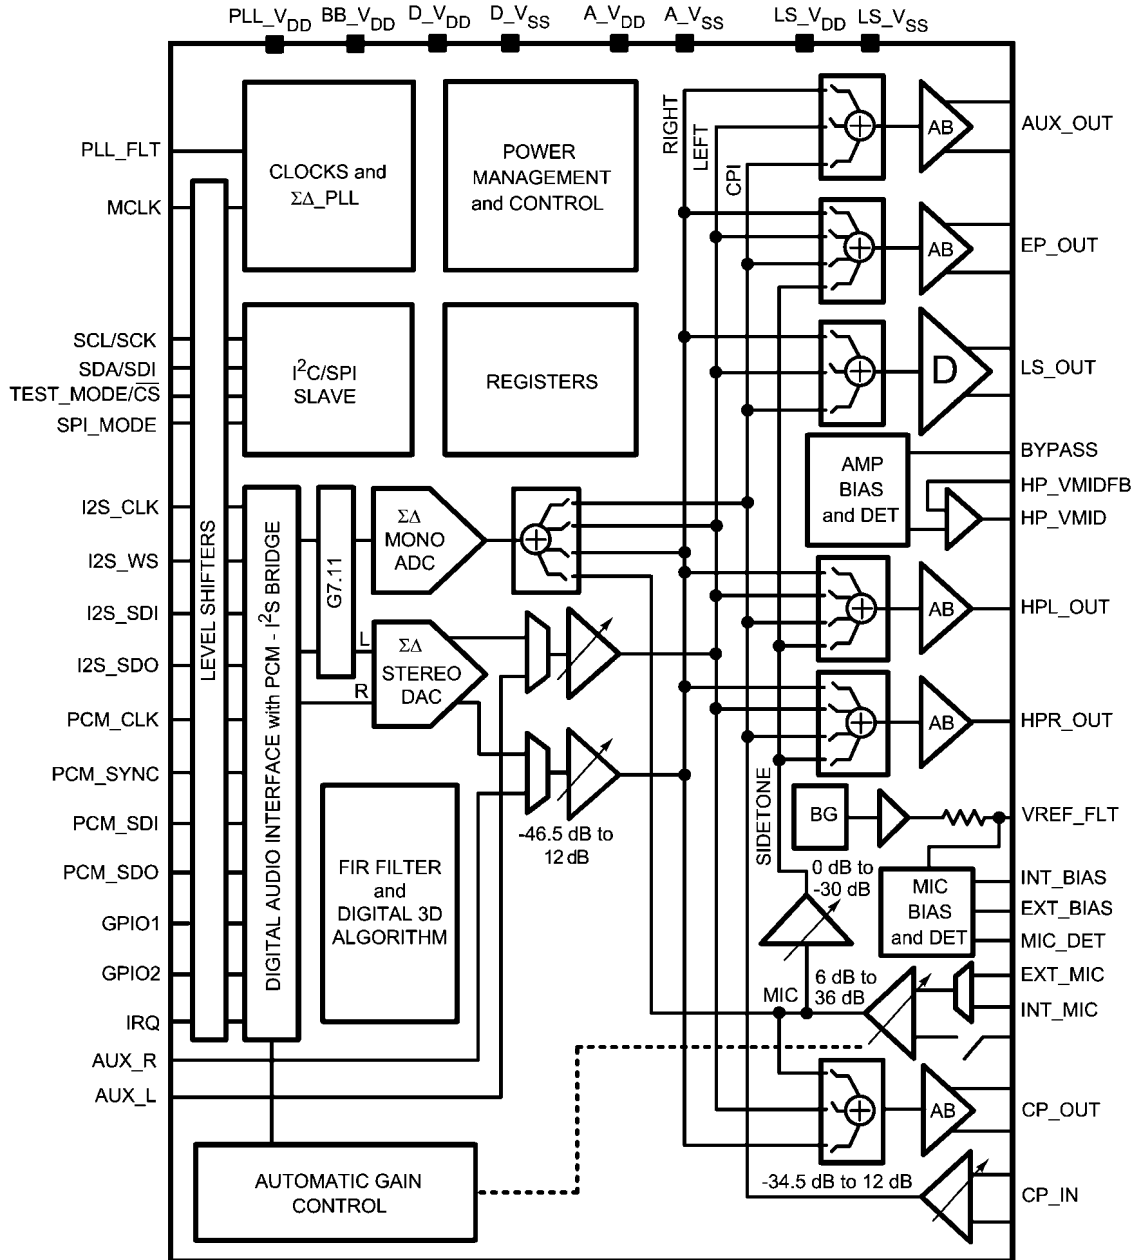 PLL_VDD BB_VDD D_VDD D_VSS A_VDD A_VSS LS_VDD LS_VSS
PLL_FLT
MCLK
SCL/SCK
SDA/SDI
TEST_MODE/CS
SPI_MODE
I2S_CLK
I2S_WS
I2S_SDI
I2S_SDO
PCM_CLK
PCM_SYNC
PCM_SDI
PCM_SDO
GPIO1
GPIO2
IRQ
AUX_R
AUX_L
LEVEL SHIFTERS
CLOCKS and
ΣΔ_PLL
POWER
MANAGEMENT
and CONTROL
I²C/SPI
SLAVE
REGISTERS
DIGITAL AUDIO INTERFACE with PCM - I²S BRIDGE
G7.11
ΣΔ
MONO
ADC
L
R
ΣΔ
STEREO
DAC
FIR FILTER
and
DIGITAL 3D
ALGORITHM
-46.5 dB to
12 dB
AUTOMATIC GAIN
CONTROL
RIGHT
LEFT
CPI
SIDETONE
AB
AB
D
AMP
BIAS
and DET
AB
AB
BG
0 dB to
-30 dB
MIC
BIAS
and DET
MIC
6 dB to
36 dB
AB
-34.5 dB to 12 dB
AUX_OUT
EP_OUT
LS_OUT
BYPASS
HP_VMIDFB
HP_VMID
HPL_OUT
HPR_OUT
VREF_FLT
INT_BIAS
EXT_BIAS
MIC_DET
EXT_MIC
INT_MIC
CP_OUT
CP_IN